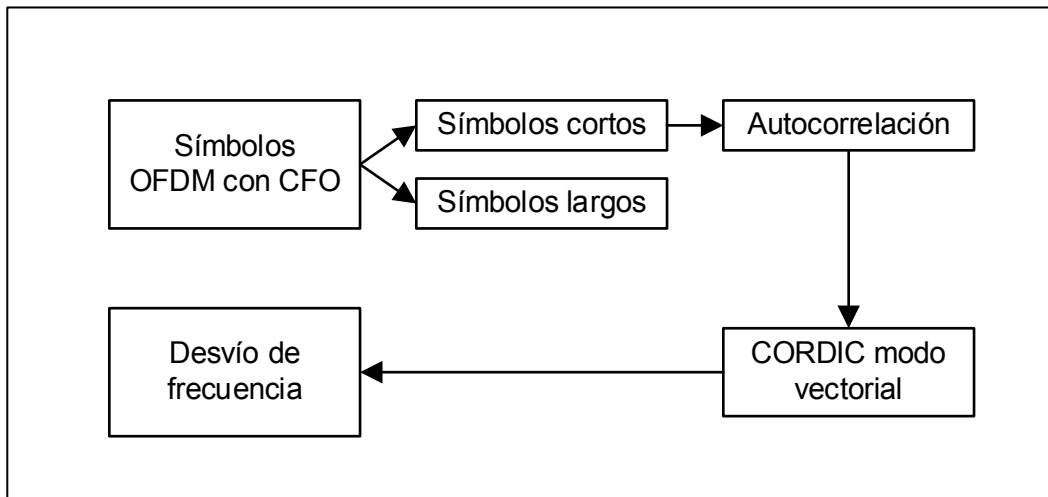 Símbolos
OFDM con CFO
Símbolos cortos
Autocorrelación
Símbolos largos
Desvío de
frecuencia
CORDIC modo
vectorial